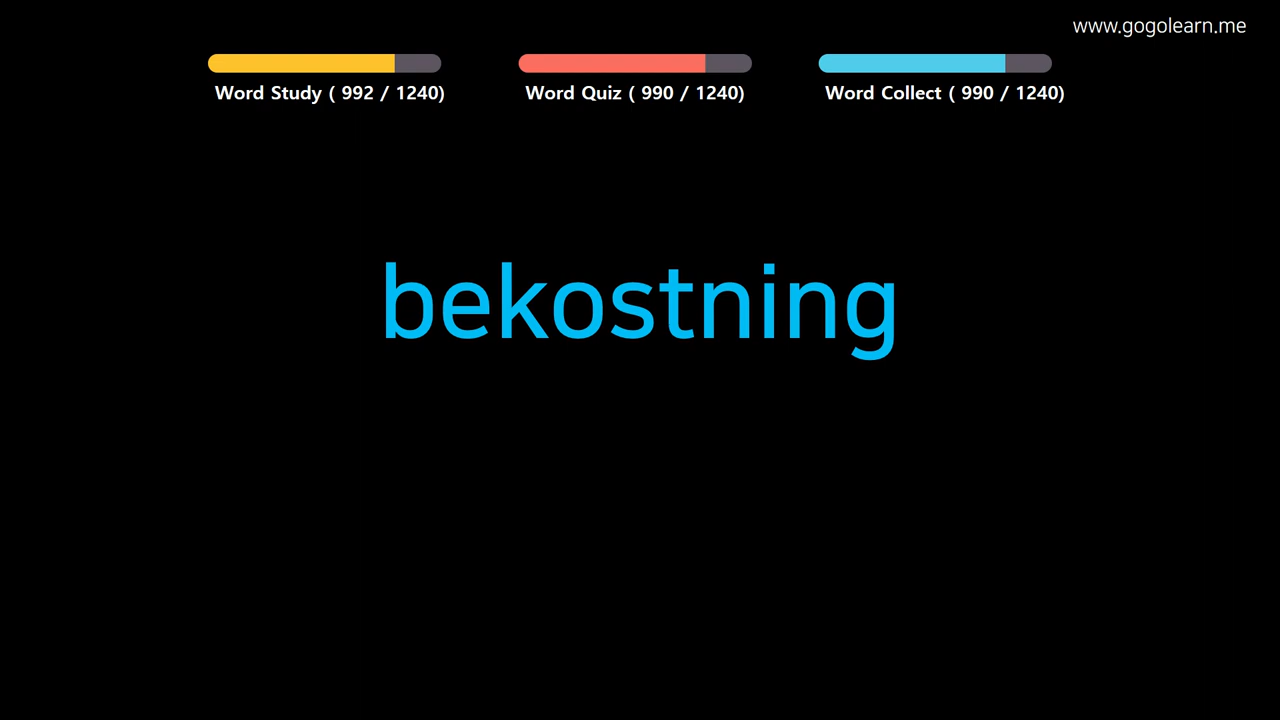 www.gogolearn.me
Word Study ( 992 / 1240)
Word Quiz ( 990 / 1240)
Word Collect ( 990 / 1240)
bekostning